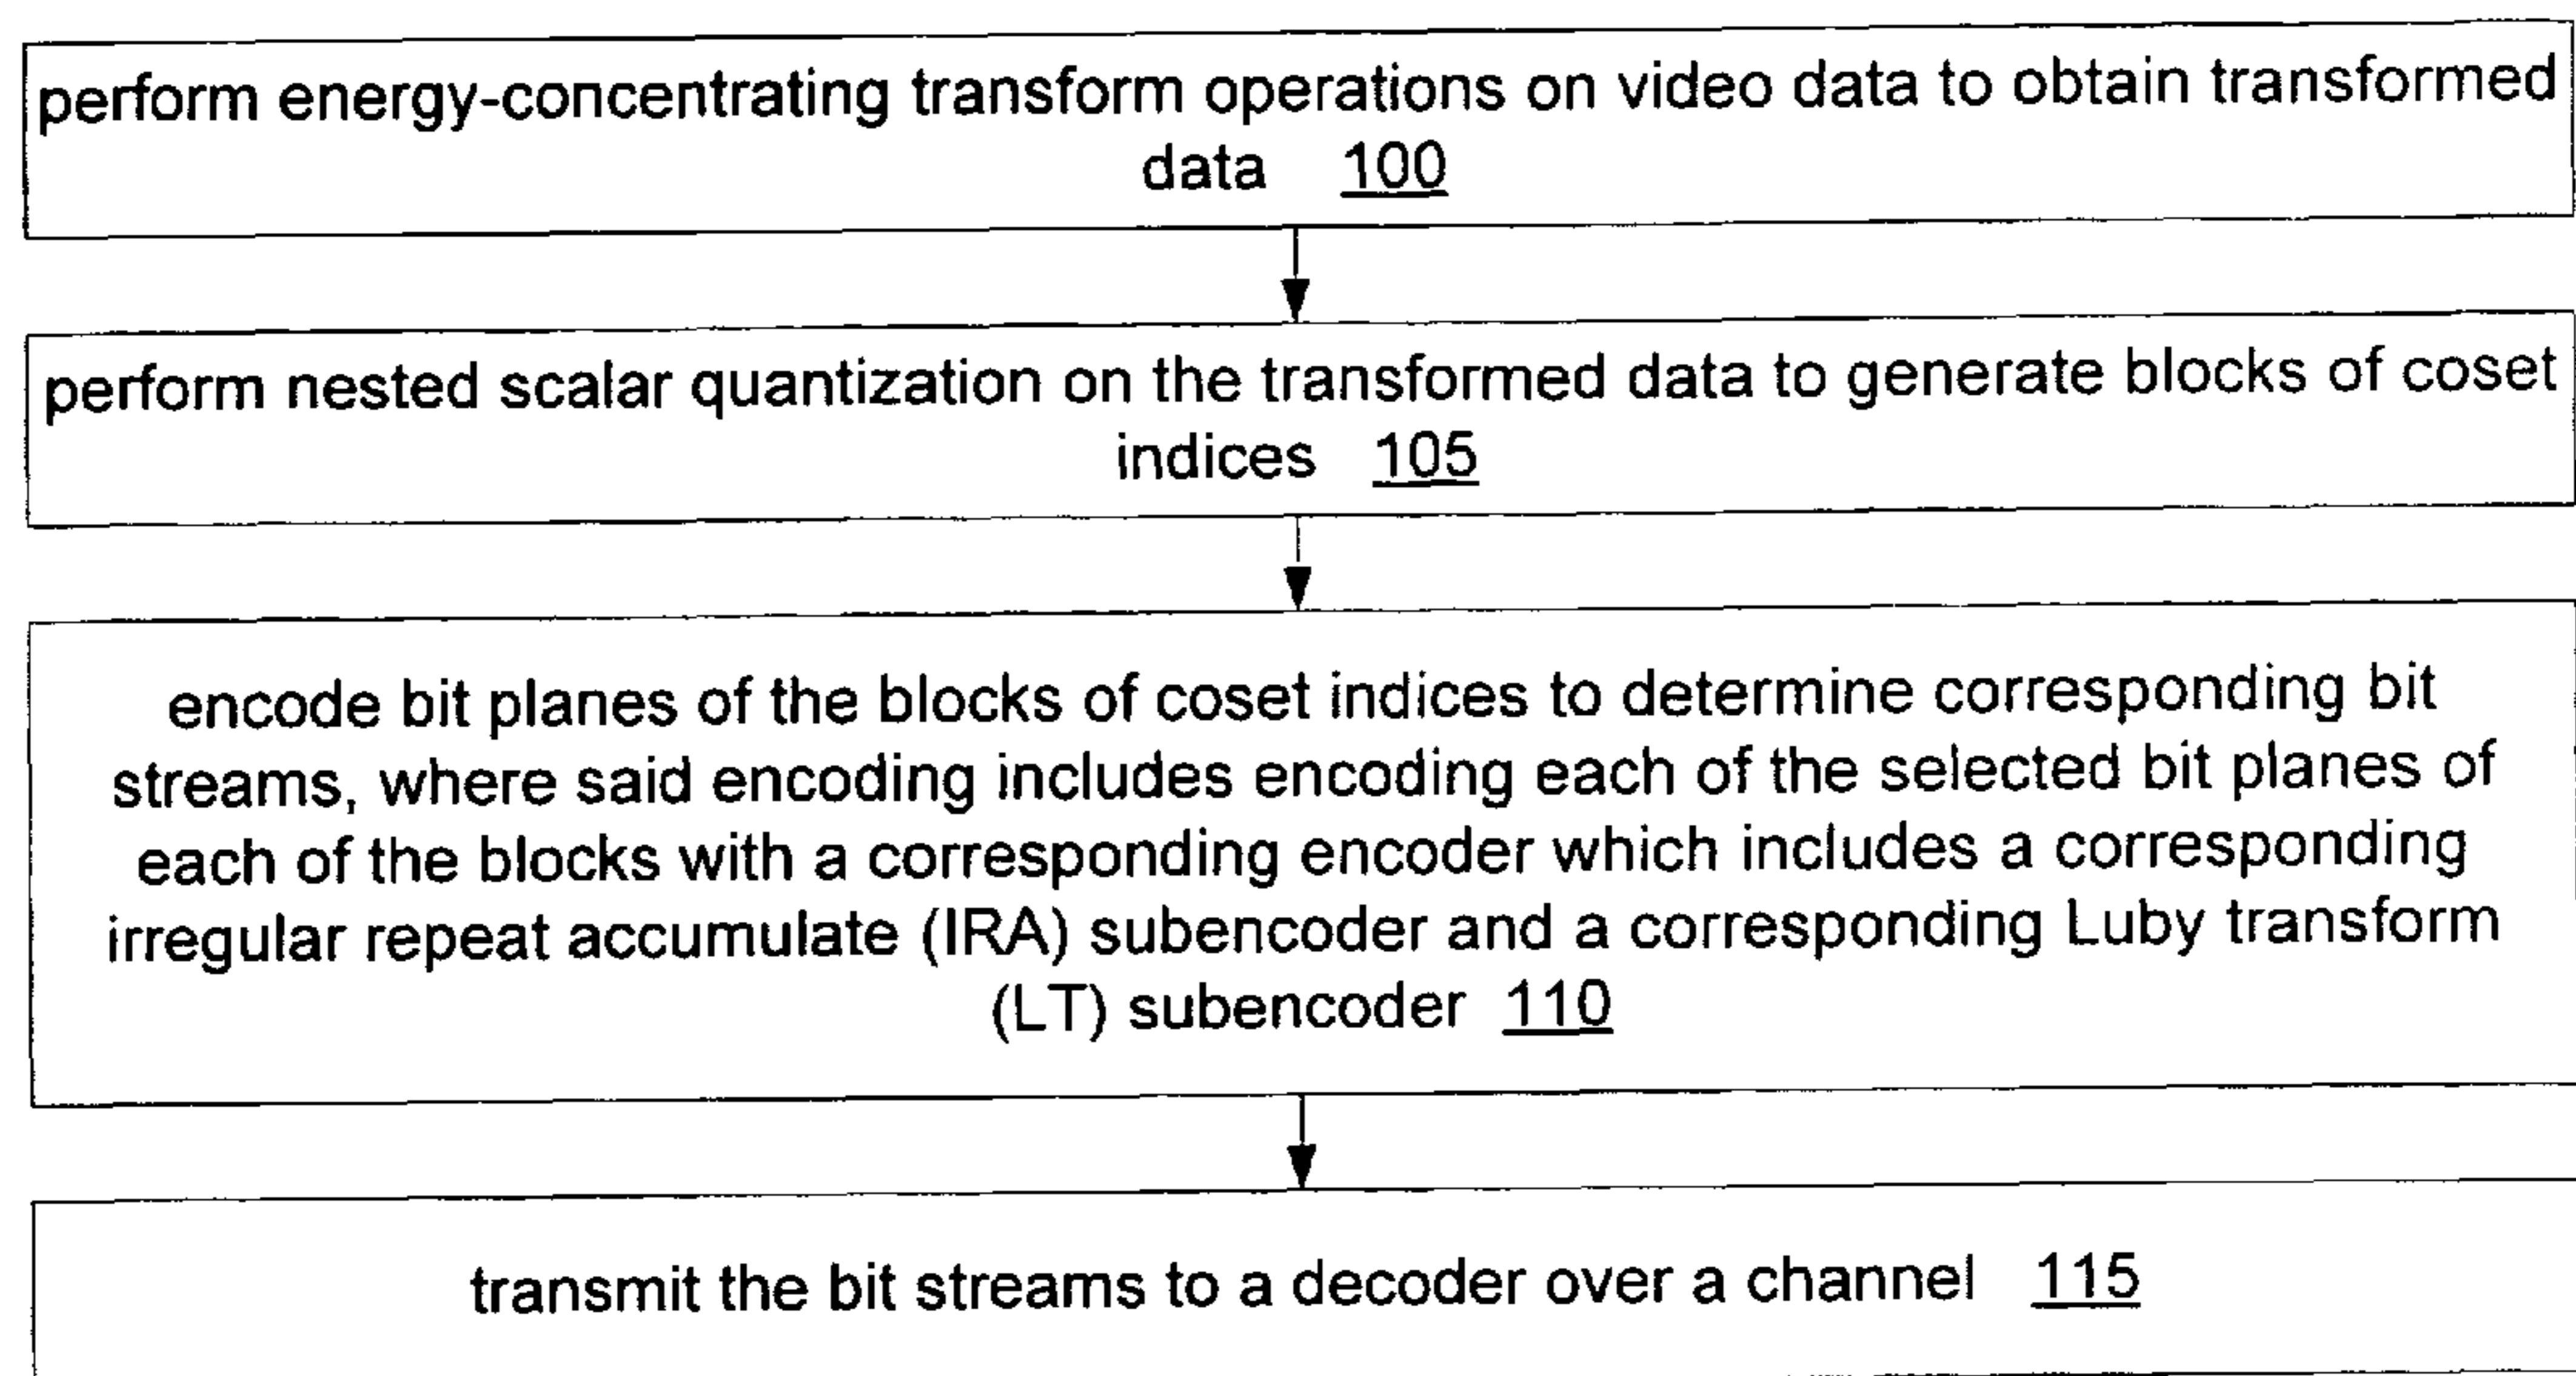 perform energy-concentrating transform operations on video data to obtain transformed
data 100
perform nested scalar quantization on the transformed data to generate blocks of coset
indices 105
encode bit planes of the blocks of coset indices to determine corresponding bit
streams, where said encoding includes encoding each of the selected bit planes of
each of the blocks with a corresponding encoder which includes a corresponding
irregular repeat accumulate (IRA) subencoder and a corresponding Luby transform
(LT) subencoder 110
transmit the bit streams to a decoder over a channel 115